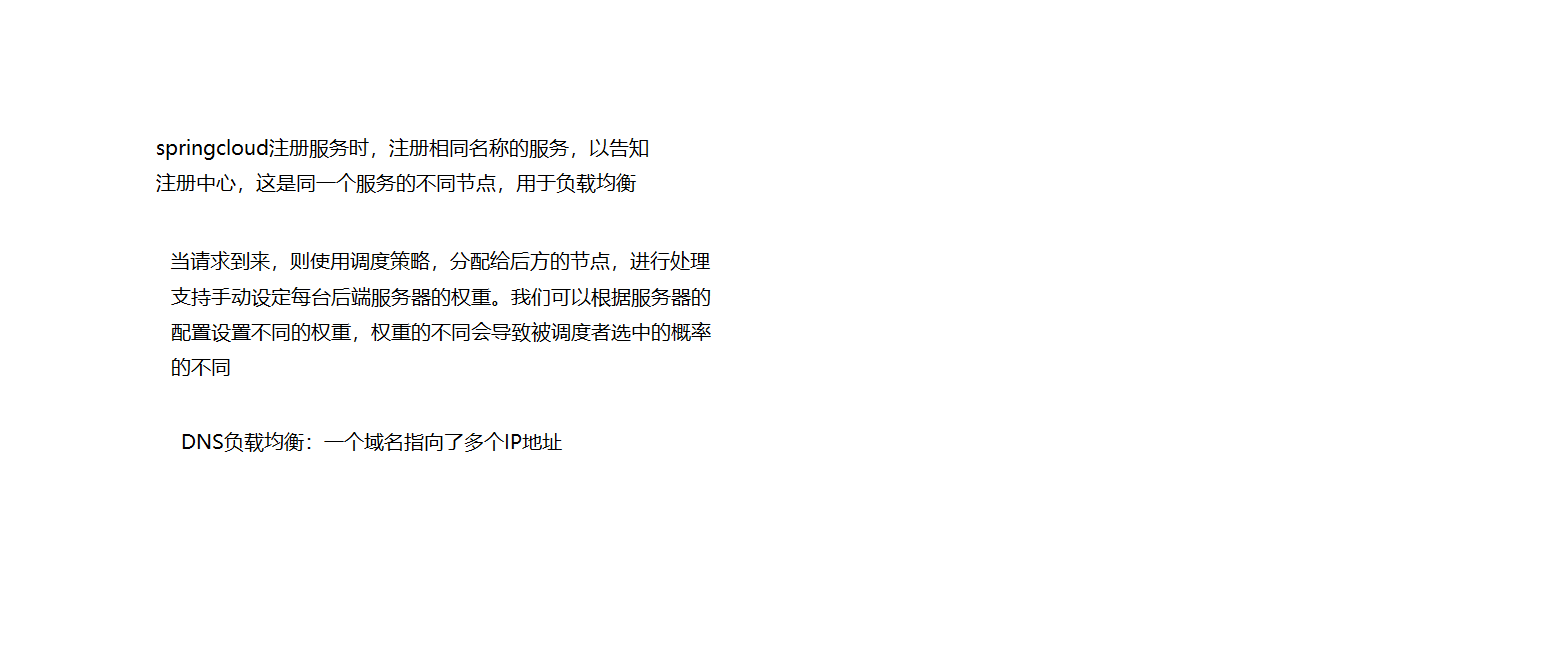 springcloud注册服务时，注册相同名称的服务，以告知
注册中心，这是同一个服务的不同节点，用于负载均衡
当请求到来，则使用调度策略，分配给后方的节点，进行处理
支持手动设定每台后端服务器的权重。我们可以根据服务器的
配置设置不同的权重，权重的不同会导致被调度者选中的概率
的不同
DNS负载均衡：一个域名指向了多个IP地址